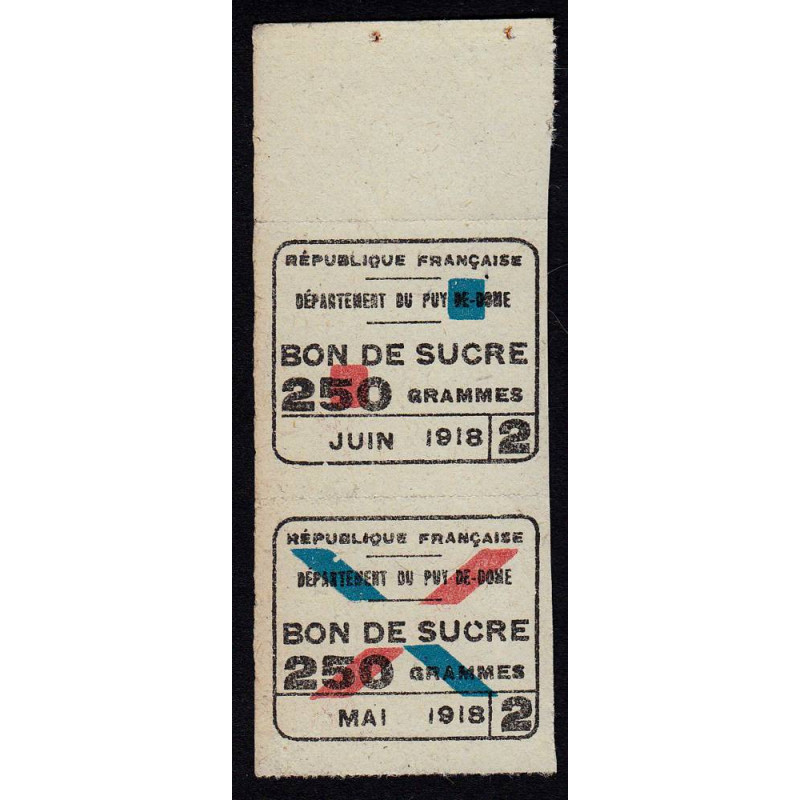 RÉPUBLIQUE FRANÇAISE
DÉPARTEMENT DU PUY-DE-DOME
BON DE SUCRE
250 GRAMMES
JUIN 1918 2
RÉPUBLIQUE FRANÇAISE
DÉPARTEMENT DU PUY-DE-DOME
BON DE SUCRE
250 GRAMMES
MAI 1918 2